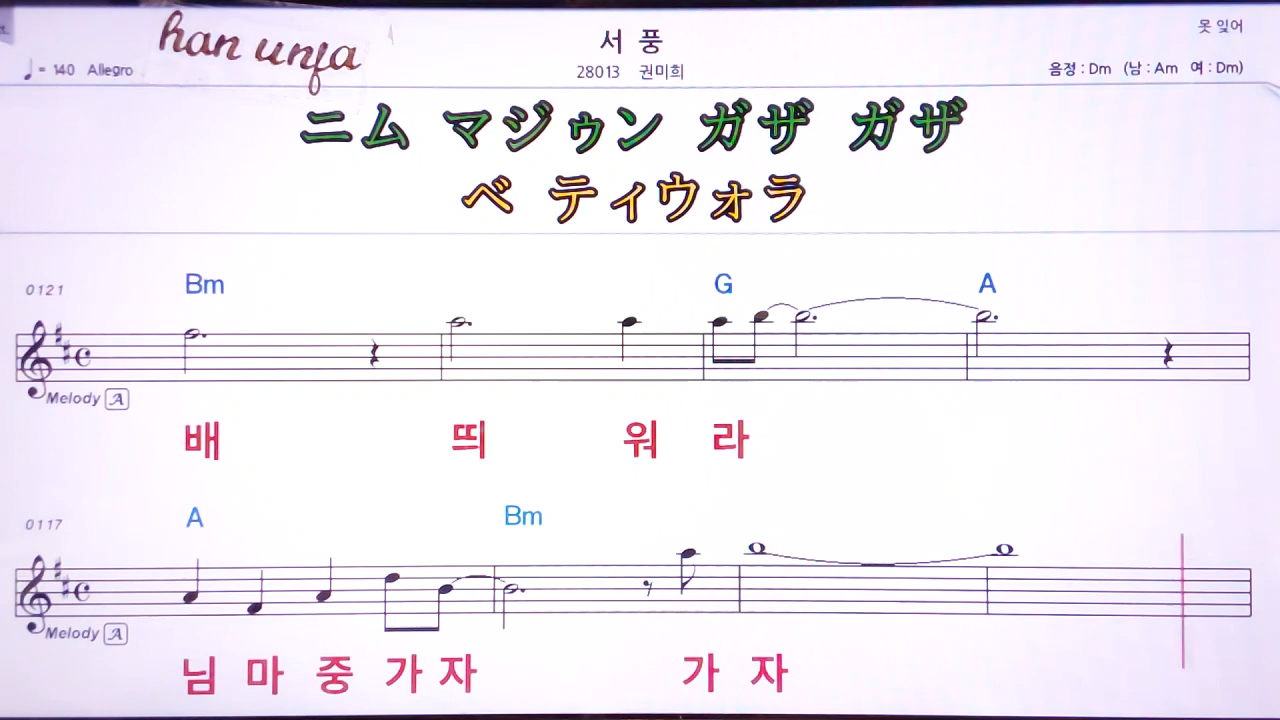 못 잊어
han unja
서 풍
♩= 140 Allegro
28013 권미희
음정 : Dm (남 : Am 여 : Dm)
ニム マジゥン ガザ ガザ
ベ ティウォラ
0121
Bm G A
Melody A
배 띄 워 라
0117
A Bm
Melody A
님 마 중 가 자 가 자